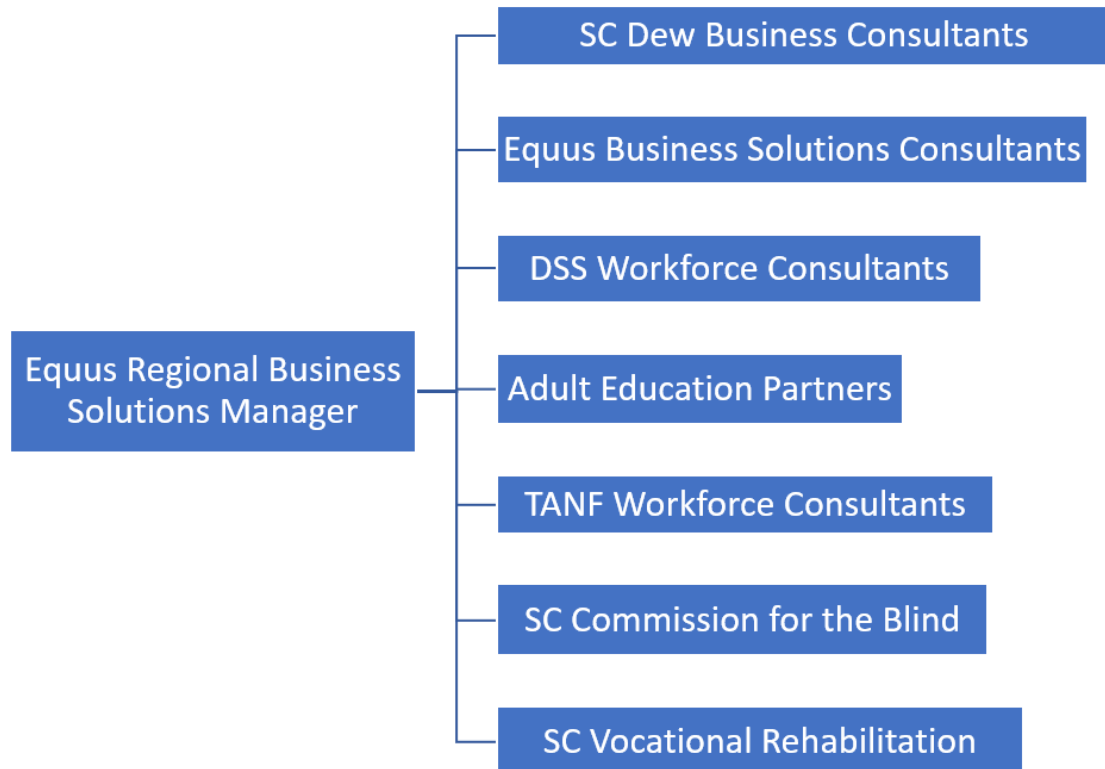 SC Dew Business Consultants
Equus Business Solutions Consultants
DSS Workforce Consultants
Equus Regional Business
Solutions Manager
Adult Education Partners
TANF Workforce Consultants
SC Commission for the Blind
SC Vocational Rehabilitation